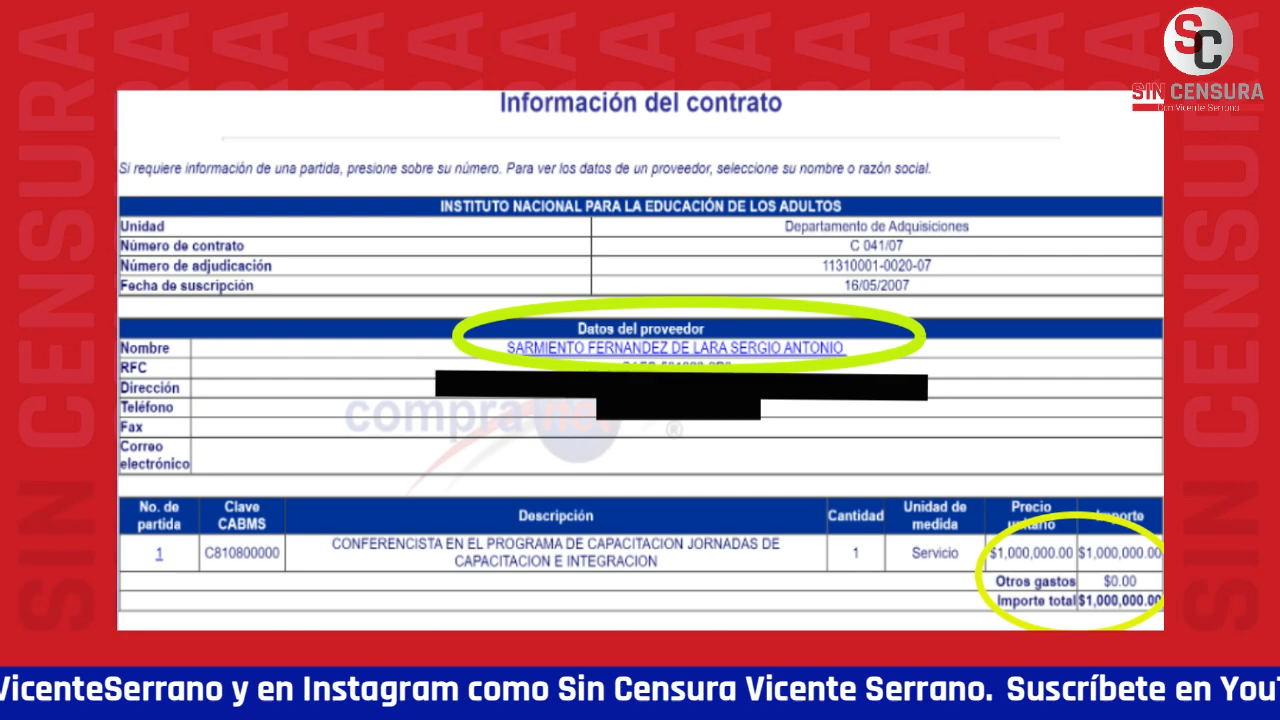 SC
SIN CENSURA
Con Vicente Serrano
Información del contrato
Si requiere información de una partida, presione sobre su número. Para ver los datos de un proveedor, seleccione su nombre o razón social.
INSTITUTO NACIONAL PARA LA EDUCACIÓN DE LOS ADULTOS
Unidad Departamento de Adquisiciones
Número de contrato C 041/07
Número de adjudicación 11310001-0020-07
Fecha de suscripción 16/05/2007
Datos del proveedor
Nombre SARMIENTO FERNANDEZ DE LARA SERGIO ANTONIO
RFC
Dirección
Teléfono
Fax
Correo
electrónico
compranet ®
No. de partida Clave CABMS Descripción Cantidad Unidad de medida Precio unitario Importe
1 C810800000 CONFERENCISTA EN EL PROGRAMA DE CAPACITACION JORNADAS DE 1 Servicio $1,000,000.00 $1,000,000.00
CAPACITACION E INTEGRACION
Otros gastos $0.00
Importe total $1,000,000.00
SIN CENSURA
SIN CENSURA
VicenteSerrano y en Instagram como Sin Censura Vicente Serrano. Suscríbete en YouT